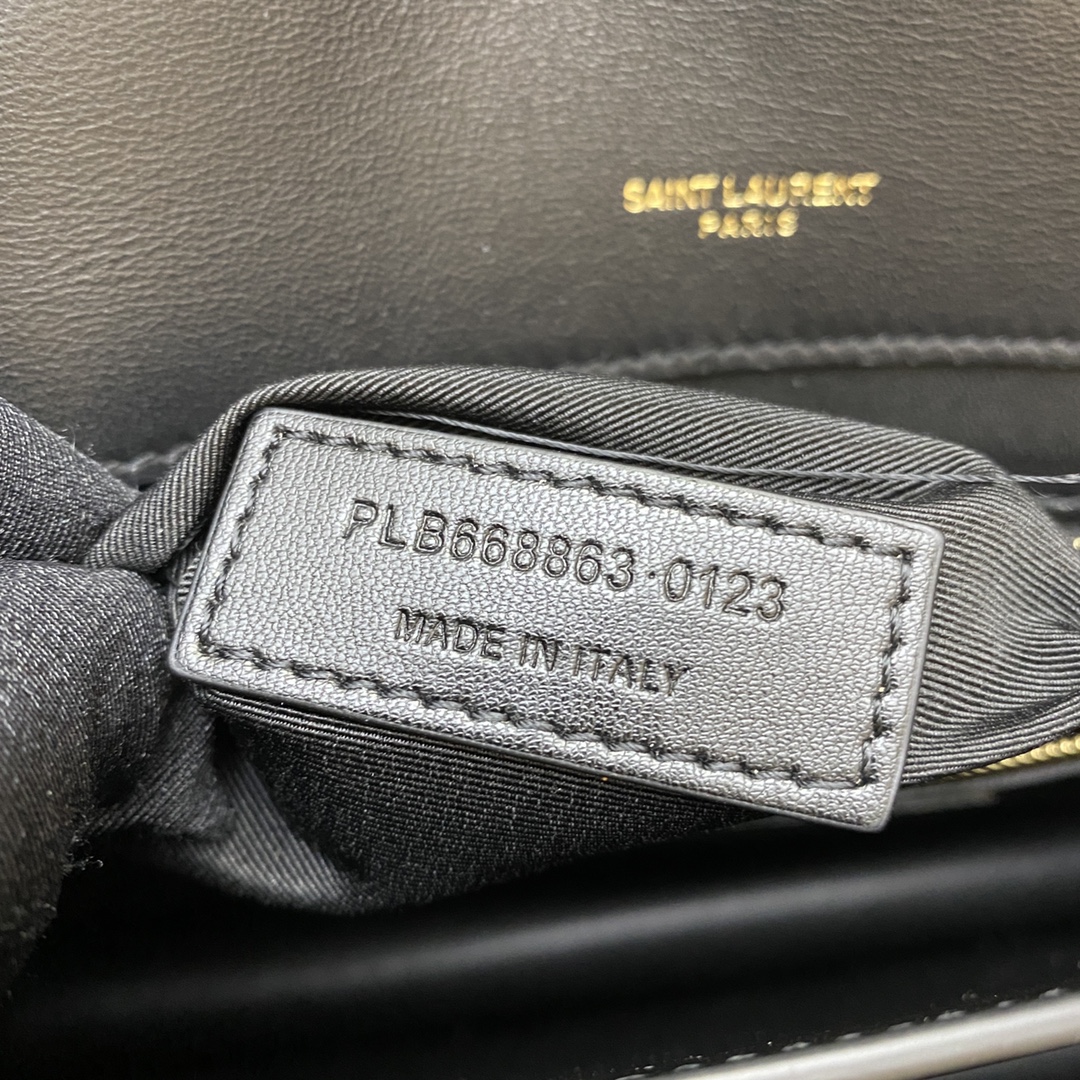 SAINT LAURENT
PARIS
PLB668863·0123
MADE IN ITALY